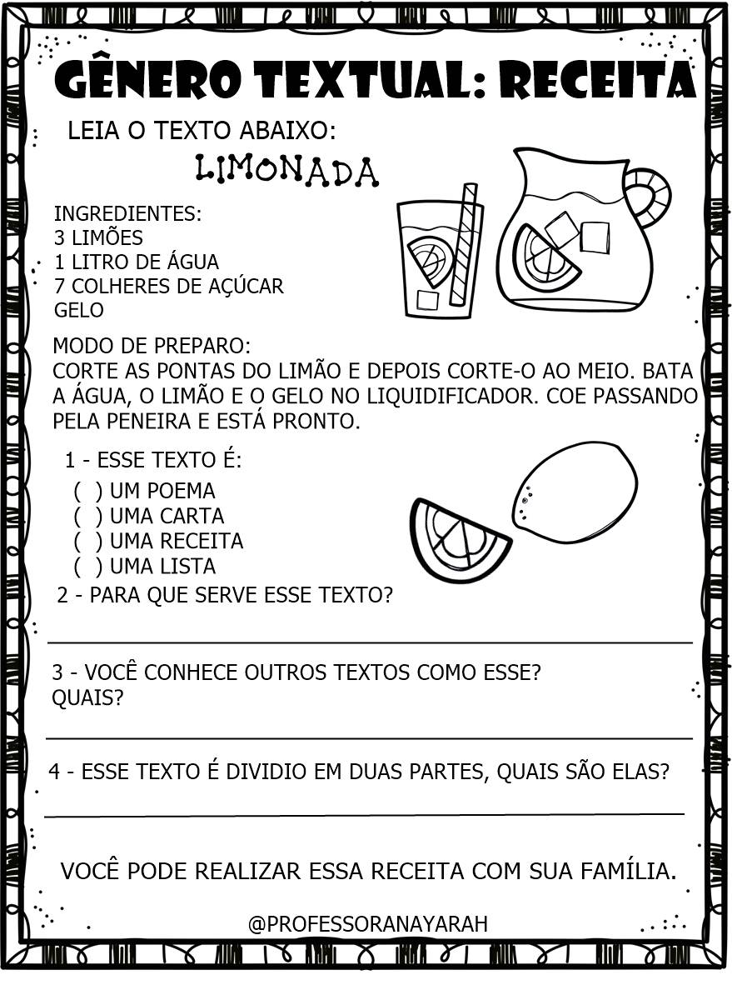 GÊNERO TEXTUAL: RECEITA
LEIA O TEXTO ABAIXO:
LIMONADA
INGREDIENTES:
3 LIMÕES
1 LITRO DE ÁGUA
7 COLHERES DE AÇÚCAR
GELO
MODO DE PREPARO:
CORTE AS PONTAS DO LIMÃO E DEPOIS CORTE-O AO MEIO. BATA
A ÁGUA, O LIMÃO E O GELO NO LIQUIDIFICADOR. COE PASSANDO
PELA PENEIRA E ESTÁ PRONTO.
1 - ESSE TEXTO É:
( ) UM POEMA
( ) UMA CARTA
( ) UMA RECEITA
( ) UMA LISTA
2 - PARA QUE SERVE ESSE TEXTO?
3 - VOCÊ CONHECE OUTROS TEXTOS COMO ESSE?
QUAIS?
4 - ESSE TEXTO É DIVIDIO EM DUAS PARTES, QUAIS SÃO ELAS?
VOCÊ PODE REALIZAR ESSA RECEITA COM SUA FAMÍLIA.
@PROFESSORANAYARAH